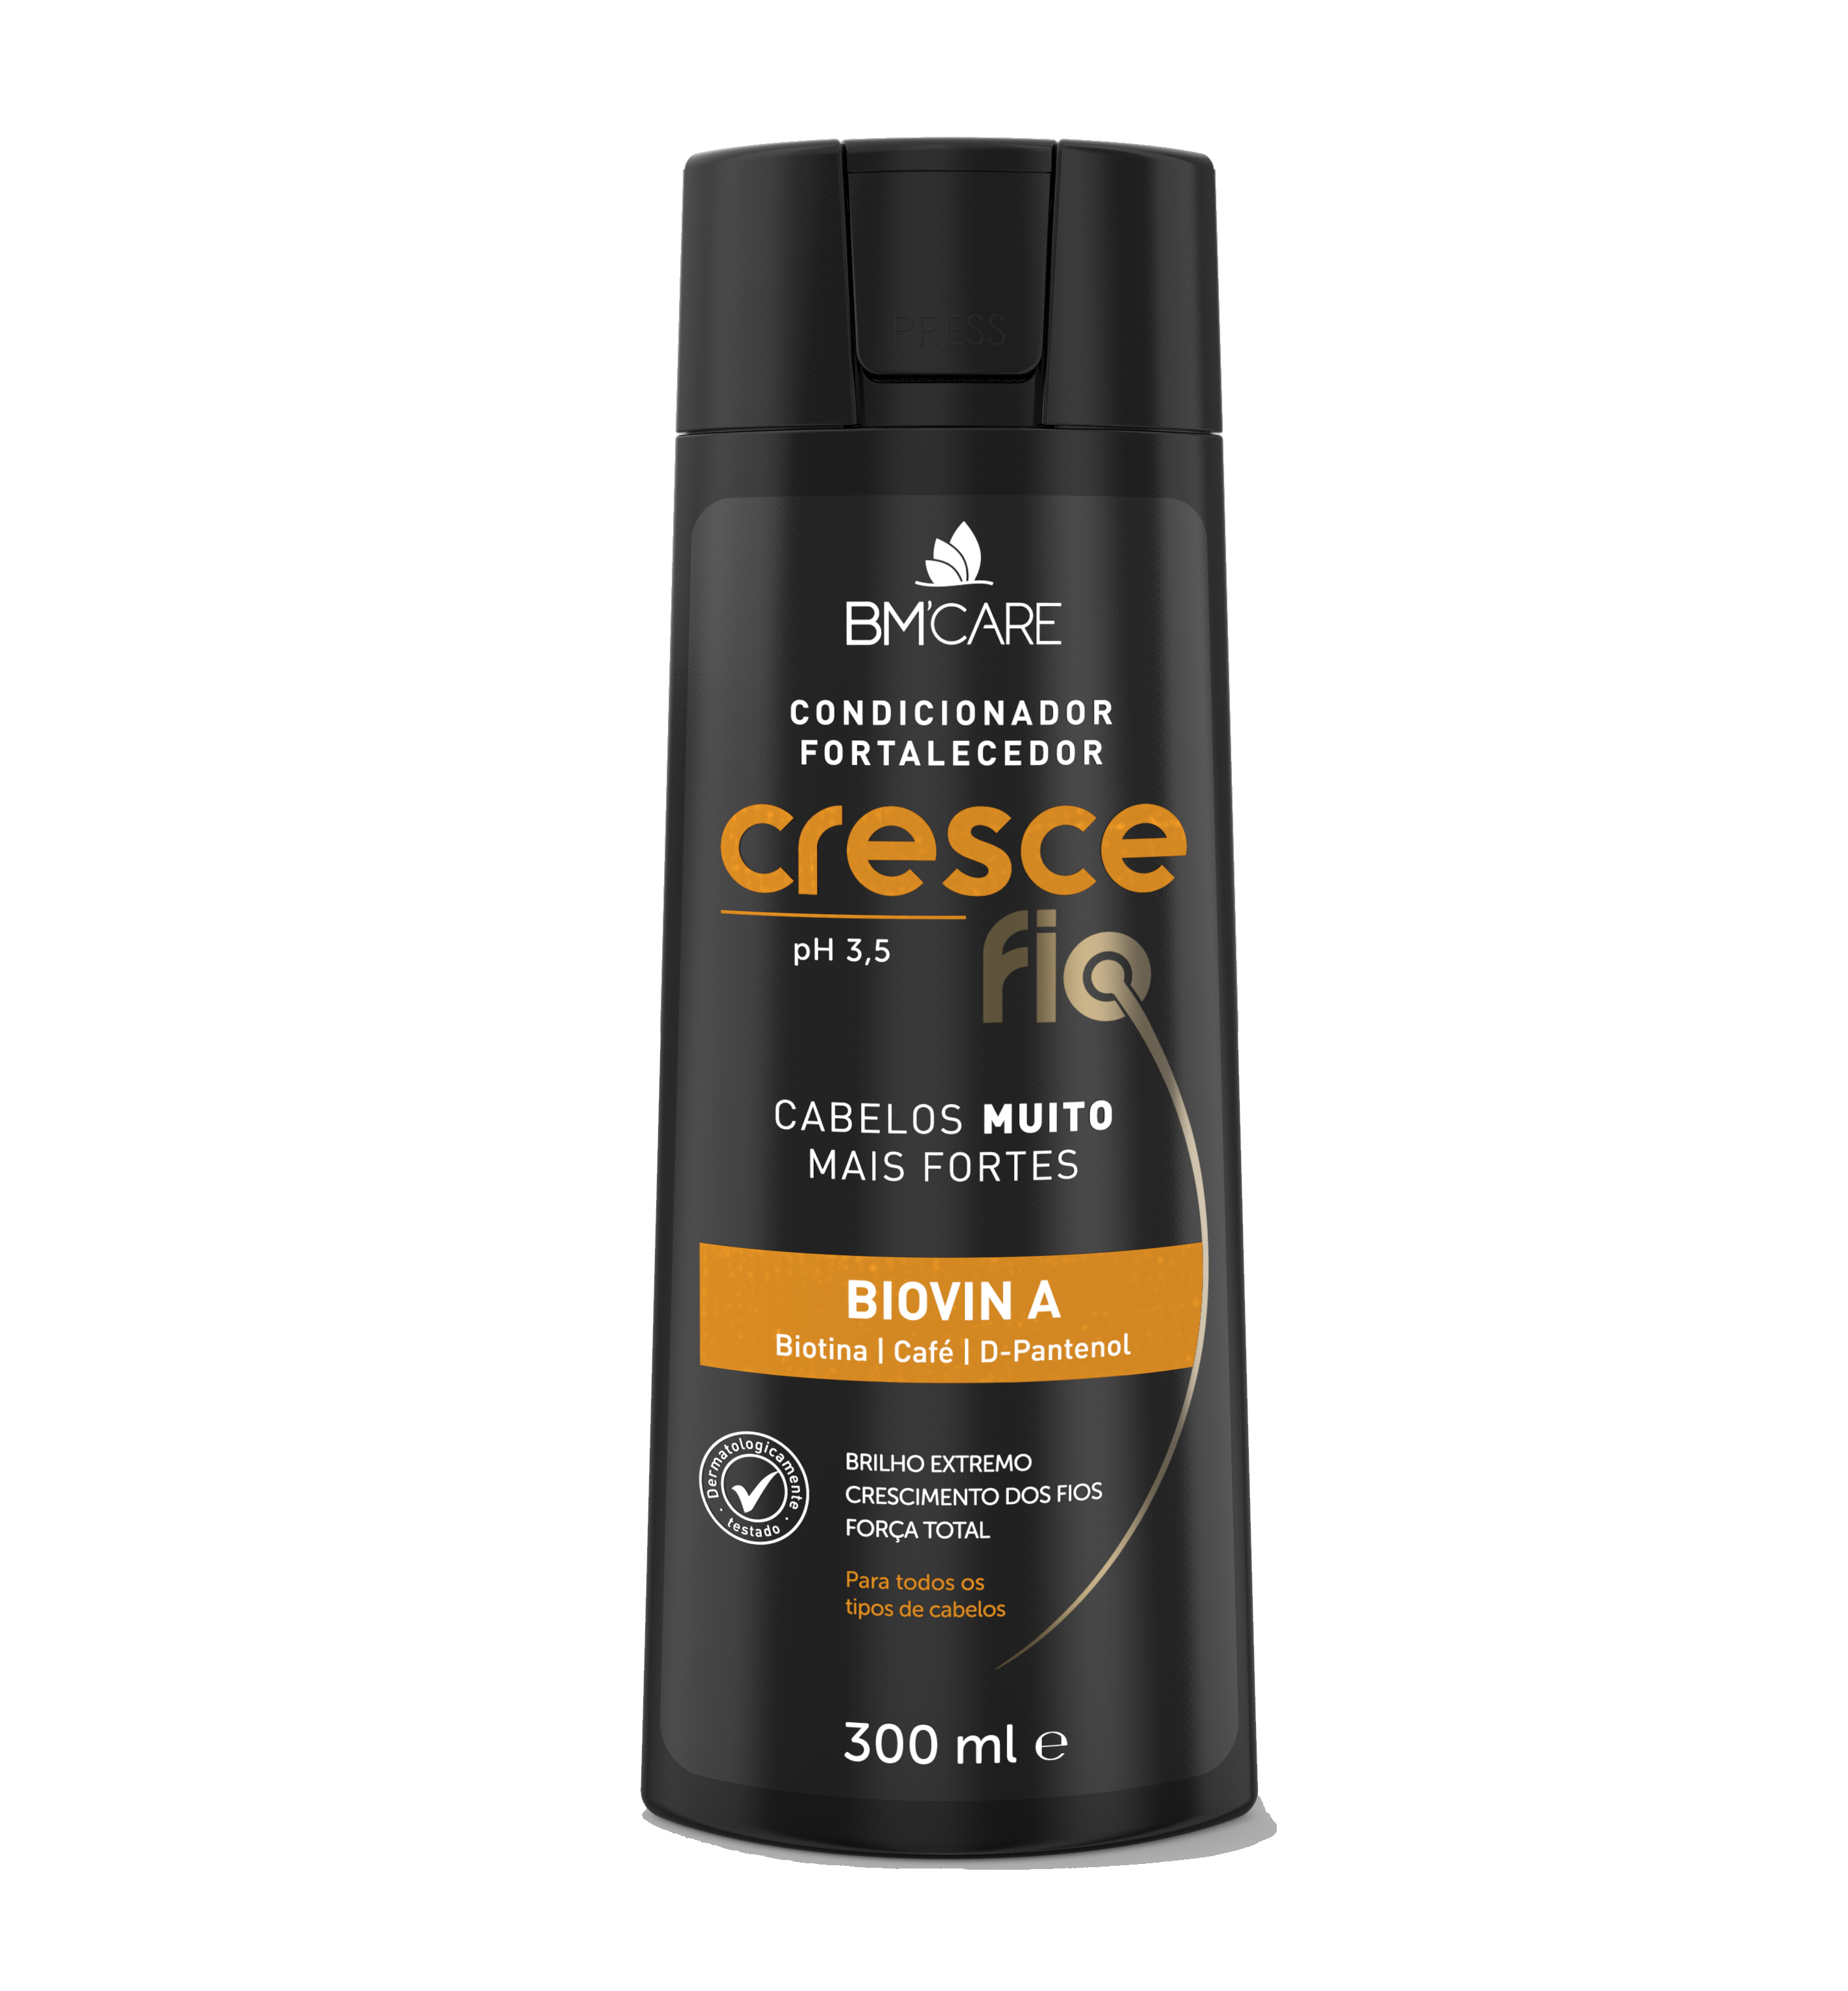 PRESS
BM'CARE
CONDICIONADOR
FORTALECEDOR
cresce
fio
pH 3,5
CABELOS MUITO
MAIS FORTES
BIOVIN A
Biotina | Café | D-Pantenol
Dermatologicamente
testado
BRILHO EXTREMO
CRESCIMENTO DOS FIOS
FORÇA TOTAL
Para todos os
tipos de cabelos
300 ml ℮